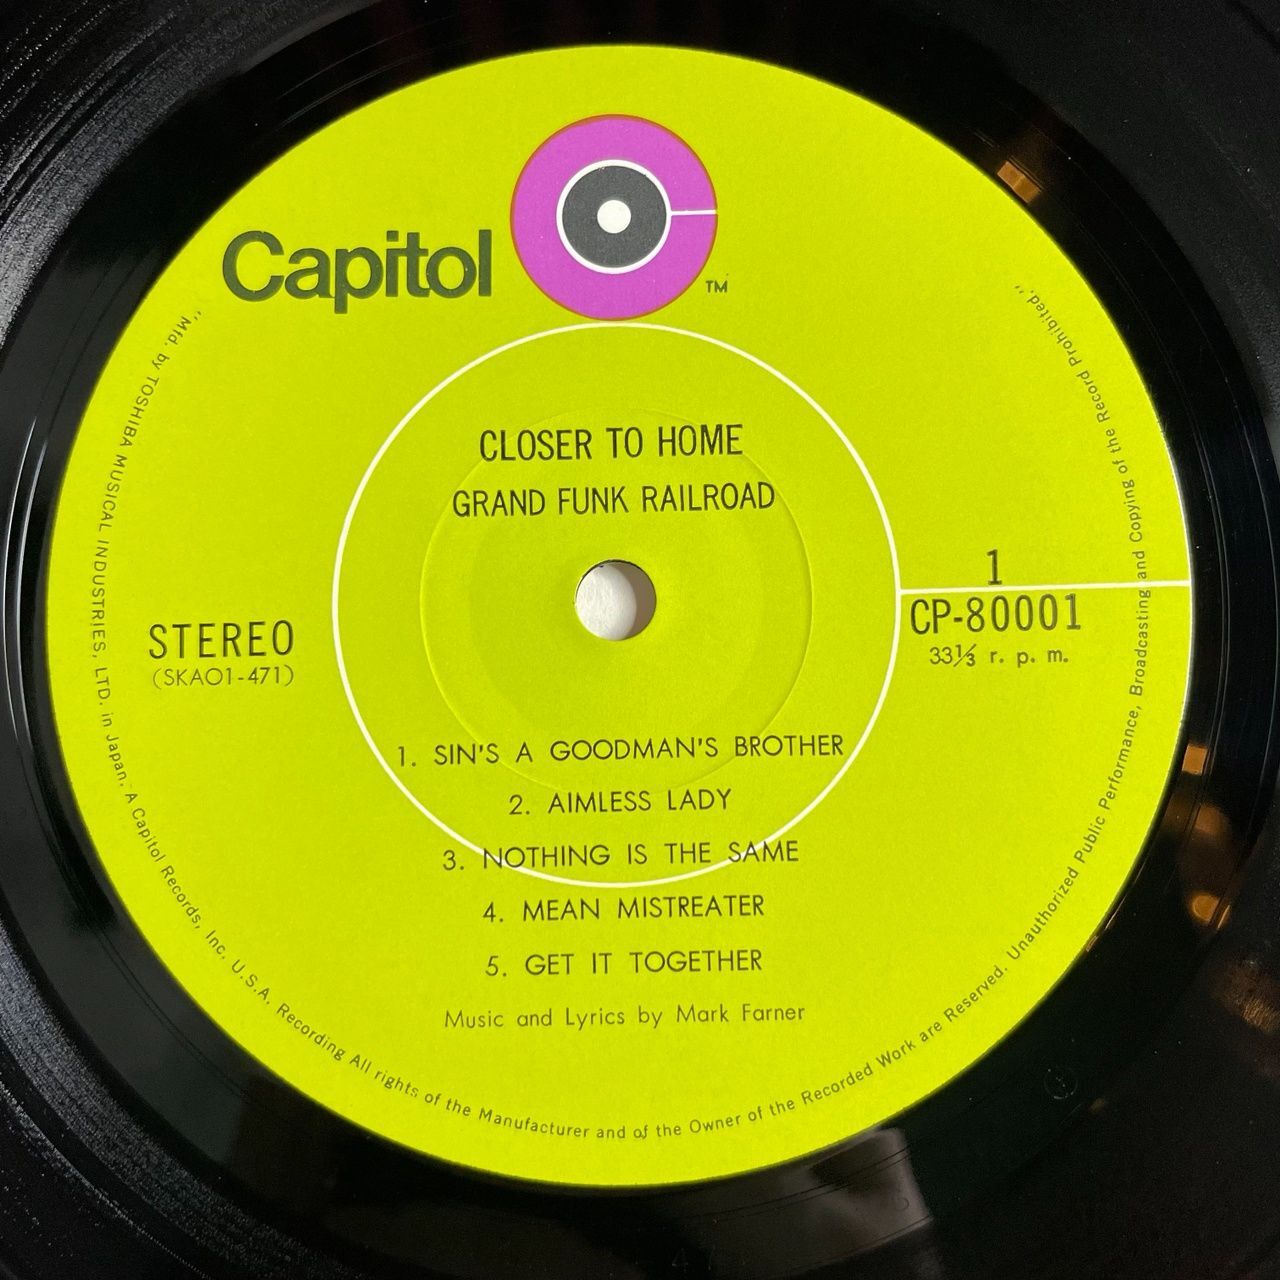 Capitol
TM
CLOSER TO HOME
GRAND FUNK RAILROAD
1
STEREO
CP-80001
(SKAO1-471)
33⅓ r. p. m.
1. SIN'S A GOODMAN'S BROTHER
2. AIMLESS LADY
3. NOTHING IS THE SAME
4. MEAN MISTREATER
5. GET IT TOGETHER
Music and Lyrics by Mark Farner
"Mfd. by TOSHIBA MUSICAL INDUSTRIES, LTD. in Japan. A Capitol Records, Inc. U.S.A. Recording All rights of the Manufacturer and of the Owner of the Recorded Work are Reserved. Unauthorized Public Performance, Broadcasting and Copying of the Record Prohibited."